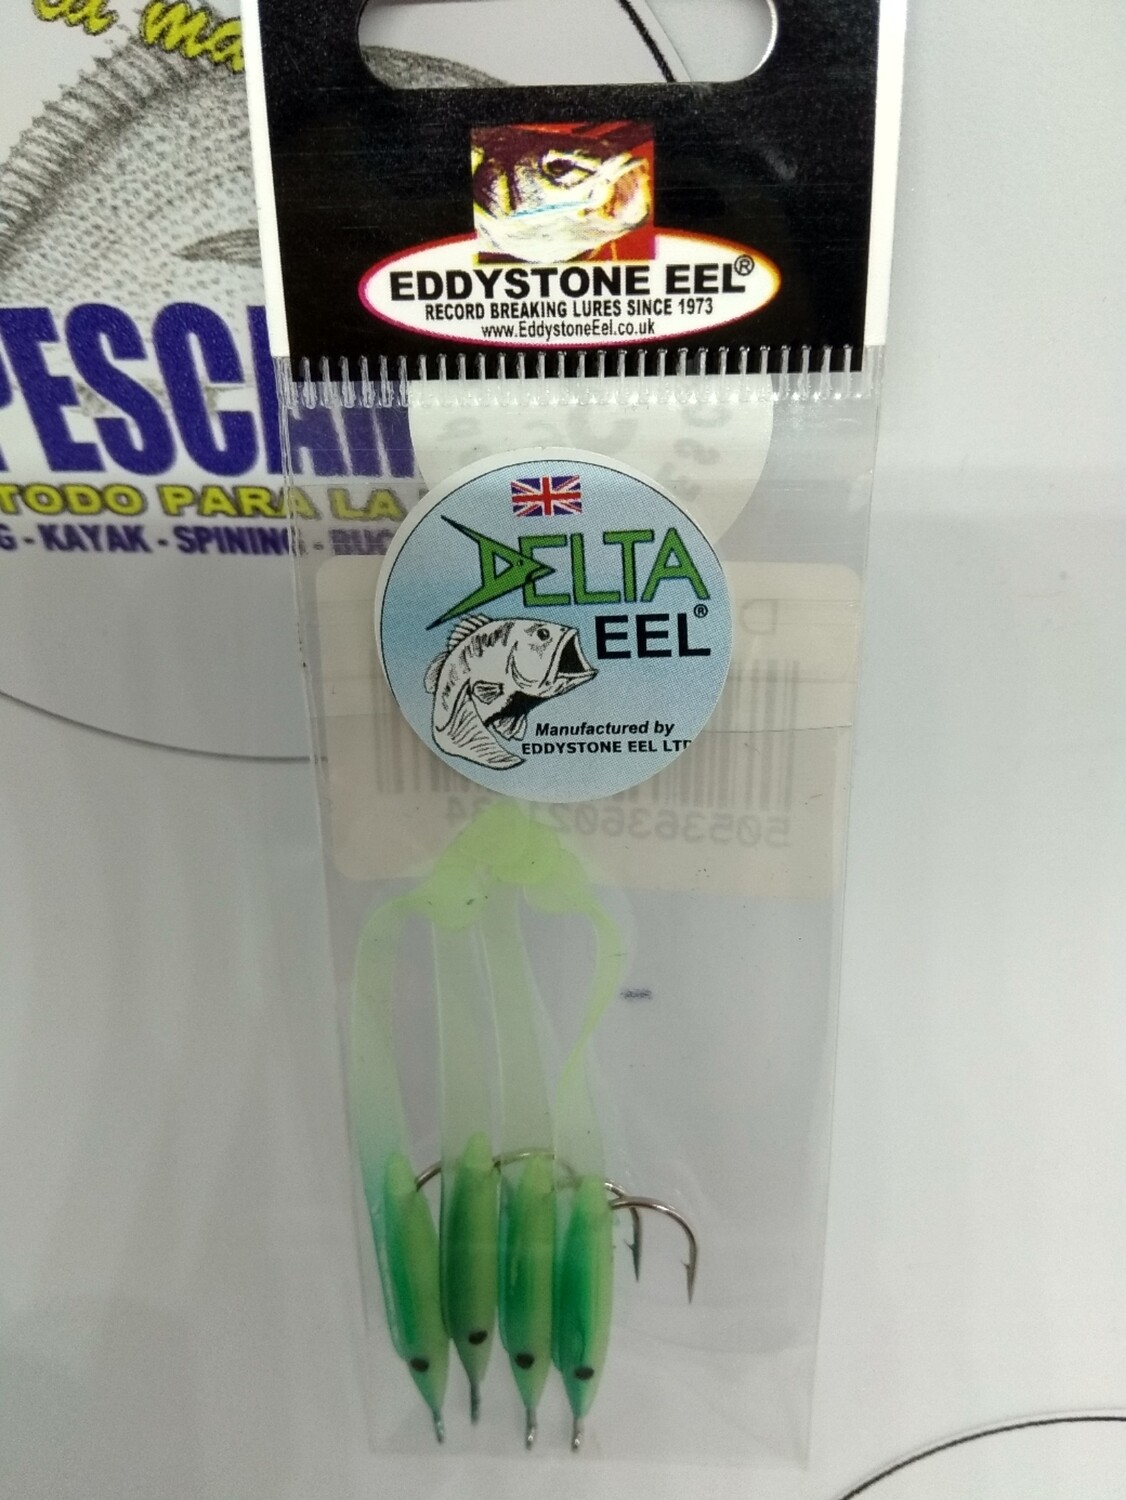 la
EDDYSTONE EEL®
RECORD BREAKING LURES SINCE 1973
www.EddystoneEel.co.uk
TODO PARA LA
- KAYAK - SPINING -
DELTA
EEL®
Manufactured by
EDDYSTONE EEL LTD